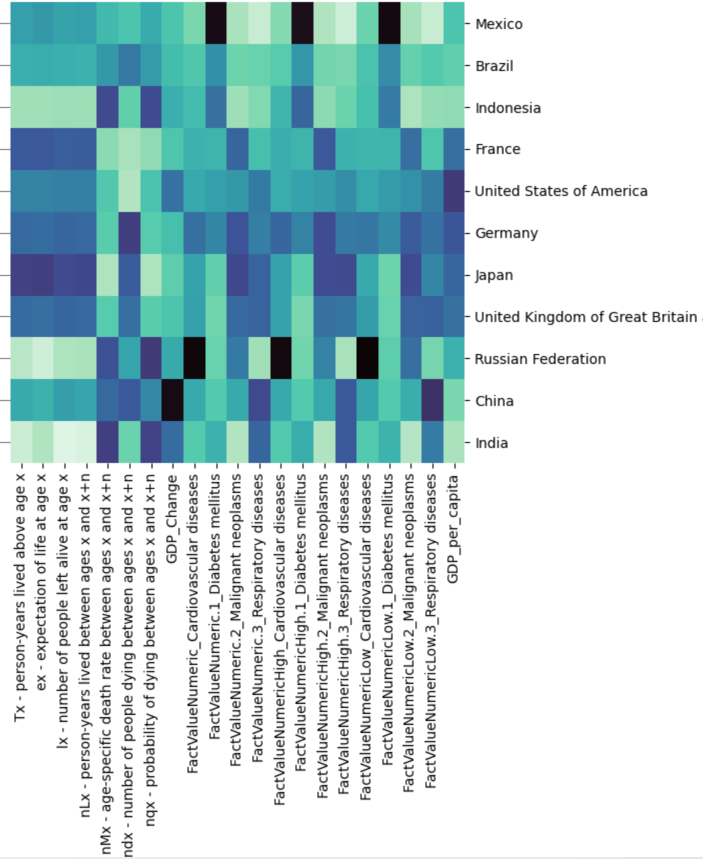 Mexico
Brazil
Indonesia
France
United States of America
Germany
Japan
United Kingdom of Great Britain
Russian Federation
China
India
Tx - person-years lived above age x
ex - expectation of life at age x
lx - number of people left alive at age x
nLx - person-years lived between ages x and x+n
nMx - age-specific death rate between ages x and x+n
ndx - number of people dying between ages x and x+n
nqx - probability of dying between ages x and x+n
GDP_Change
FactValueNumeric_Cardiovascular diseases
FactValueNumeric.1_Diabetes mellitus
FactValueNumeric.2_Malignant neoplasms
FactValueNumeric.3_Respiratory diseases
FactValueNumericHigh_Cardiovascular diseases
FactValueNumericHigh.1_Diabetes mellitus
FactValueNumericHigh.2_Malignant neoplasms
FactValueNumericHigh.3_Respiratory diseases
FactValueNumericLow_Cardiovascular diseases
FactValueNumericLow.1_Diabetes mellitus
FactValueNumericLow.2_Malignant neoplasms
FactValueNumericLow.3_Respiratory diseases
GDP_per_capita